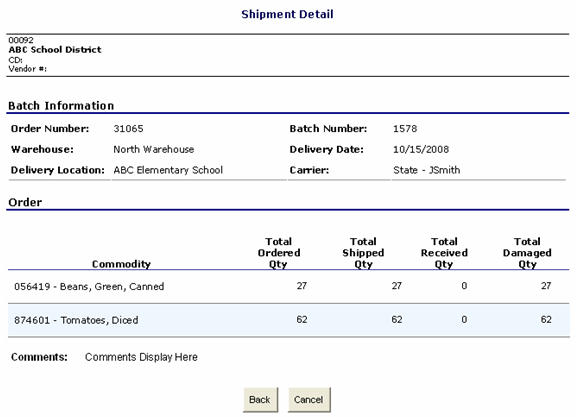 Shipment Detail
00092
ABC School District
CD:
Vendor #:
Batch Information
Order Number: 31065 Batch Number: 1578
Warehouse: North Warehouse Delivery Date: 10/15/2008
Delivery Location: ABC Elementary School Carrier: State - JSmith
Order
Commodity Total Ordered Qty Total Shipped Qty Total Received Qty Total Damaged Qty
056419 - Beans, Green, Canned 27 27 0 27
874601 - Tomatoes, Diced 62 62 0 62
Comments: Comments Display Here
Back Cancel